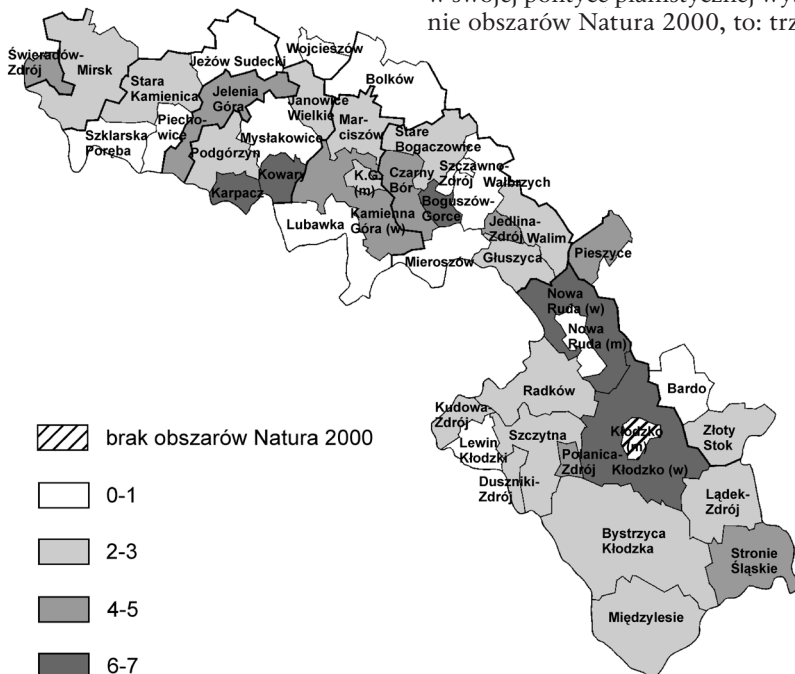 w swojej polityce planistycznej wy
nie obszarów Natura 2000, to: trz
Świeradów-
Zdrój
Mirsk
Stara
Kamienica
Jeżów Sudecki
Wojcieszów
Bolków
Jelenia
Góra
Janowice
Wielkie
Mar-
ciszów
Stare
Bogaczowice
Szklarska
Poręba
Piecho-
wice
Podgórzyn
Mysłakowice
Karpacz
Kowary
K.G.
(m)
Czarny
Bór
Szczawno-
Zdrój
Wałbrzych
Boguszów-
Gorce
Lubawka
Kamienna
Góra (w)
Jedlina-
Zdrój
Walim
Mieroszów
Głuszyca
Pieszyce
Nowa
Ruda (w)
Nowa
Ruda (m)
Radków
Bardo
Kudowa-
Zdrój
Lewin
Kłodzki
Szczytna
Duszniki-
Zdrój
Polanica-
Zdrój
Kłodzko
(m)
Kłodzko (w)
Złoty
Stok
Lądek-
Zdrój
Bystrzyca
Kłodzka
Stronie
Śląskie
Międzylesie
brak obszarów Natura 2000
0-1
2-3
4-5
6-7